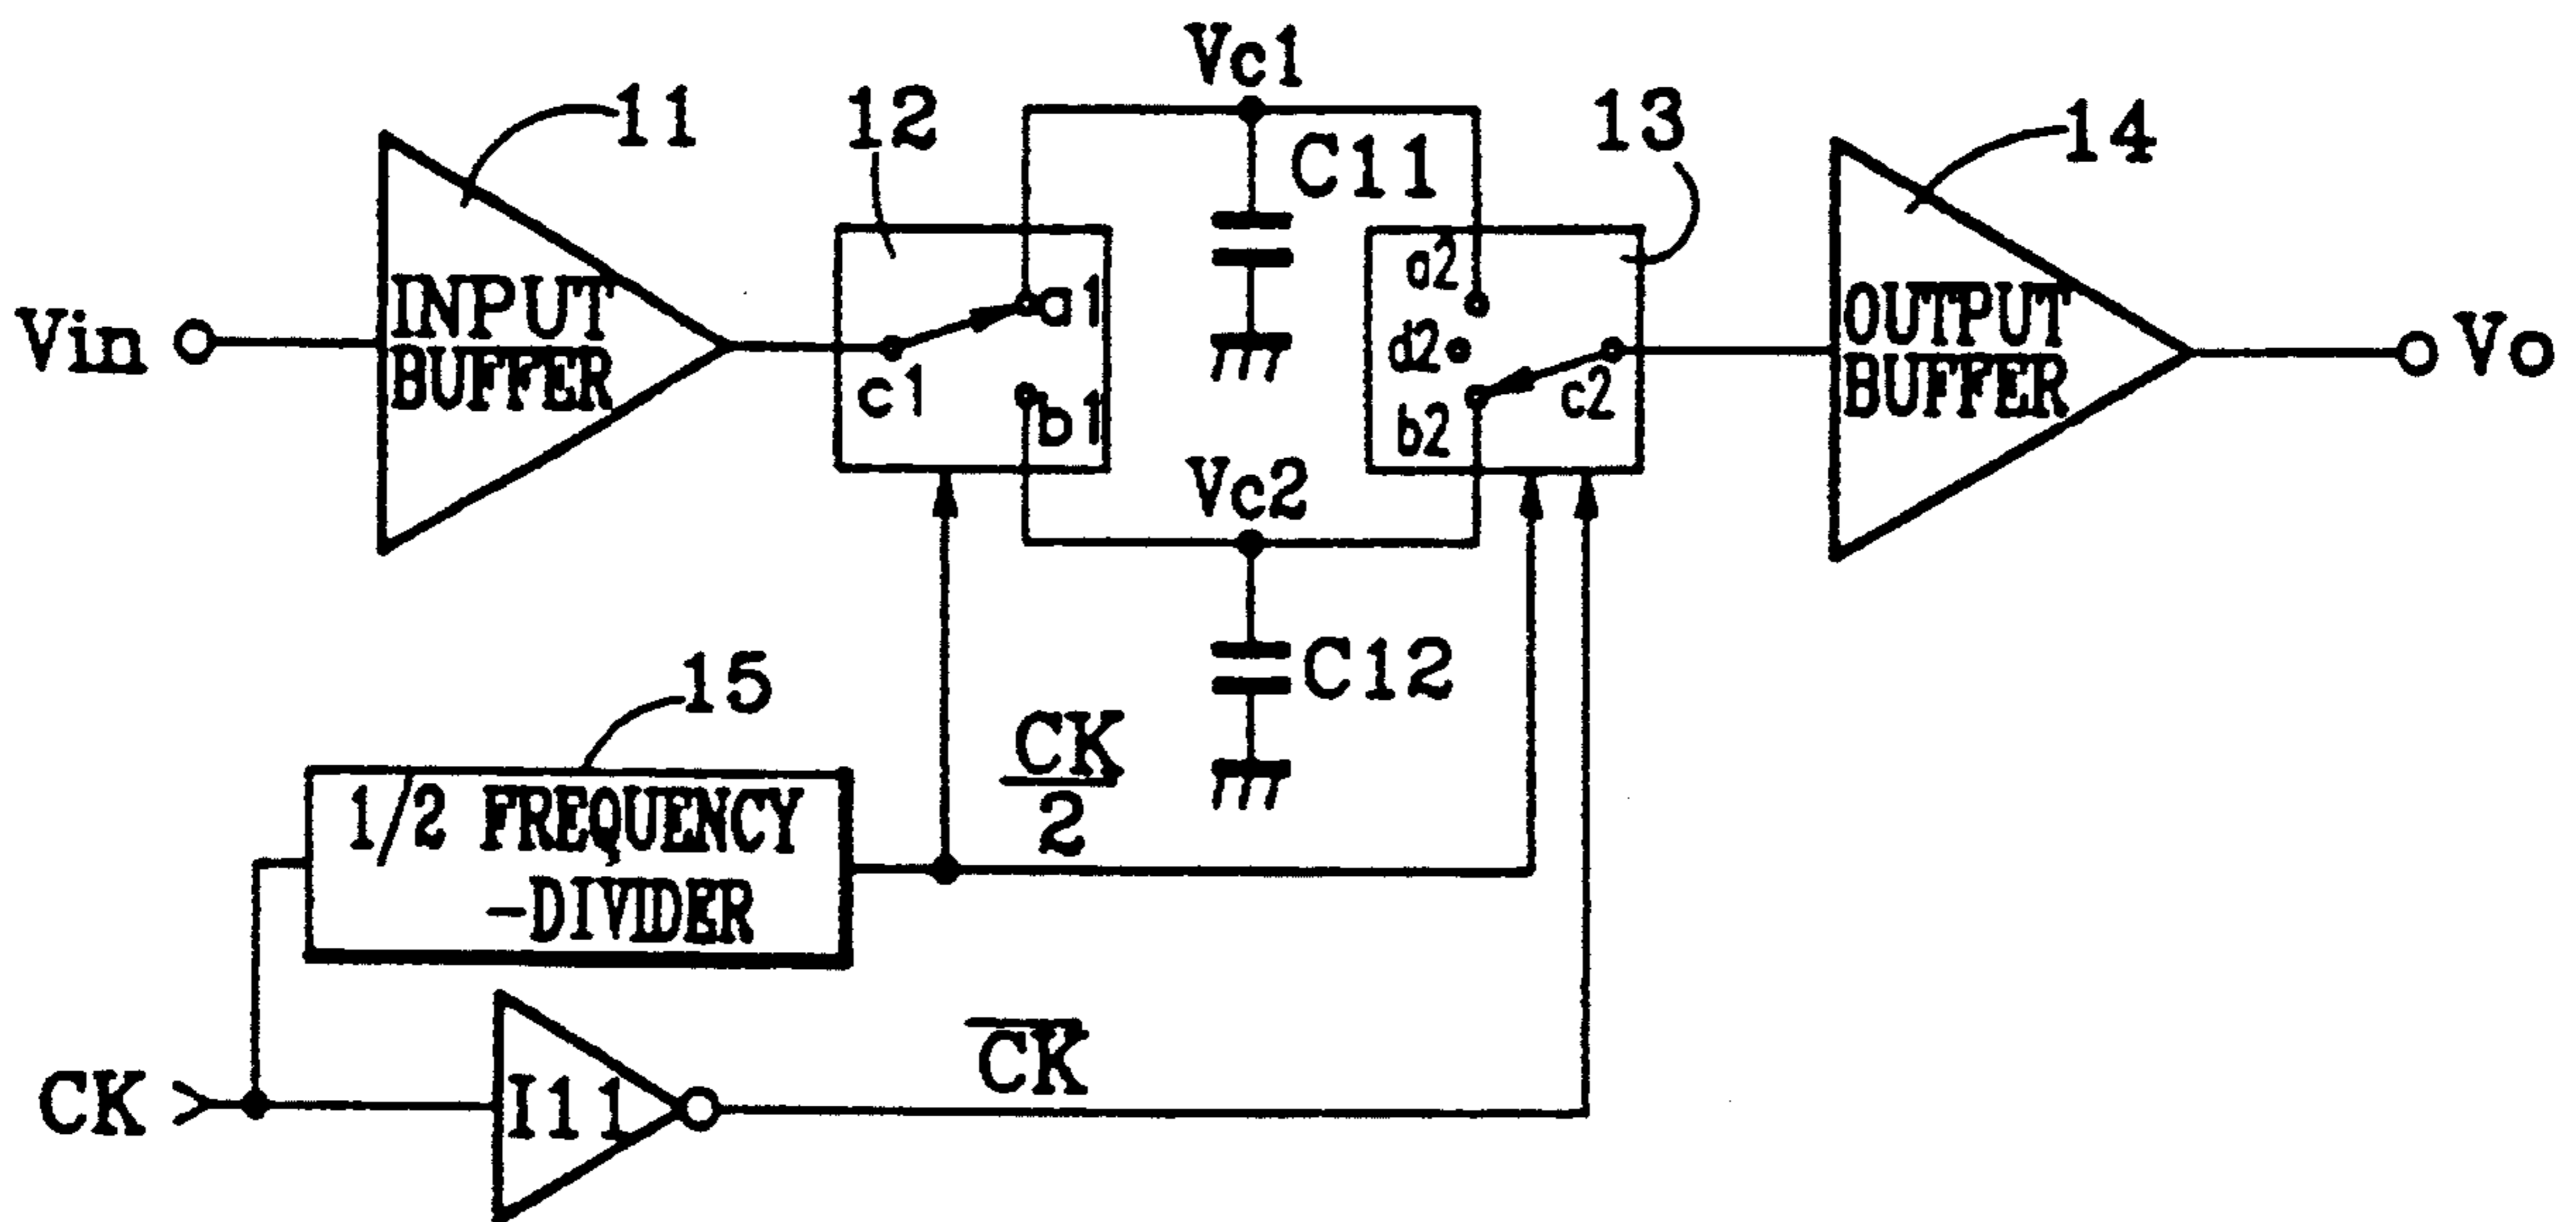 Vc1
11
12
C11
13
14
Vin
INPUT
BUFFER
c1
a1
b1
a2
d2
b2
c2
OUTPUT
BUFFER
Vo
Vc2
C12
15
CK
2
1/2 FREQUENCY
-DIVIDER
CK
I11
C̅K̅